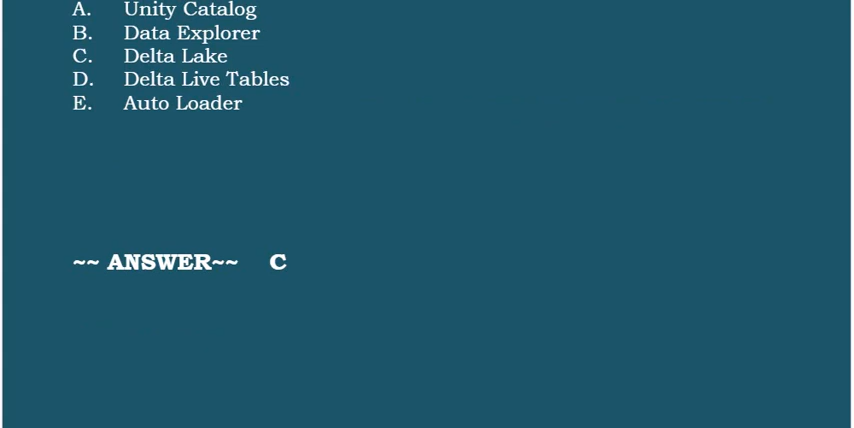 A. Unity Catalog
B. Data Explorer
C. Delta Lake
D. Delta Live Tables
E. Auto Loader
~~ ANSWER~~ C